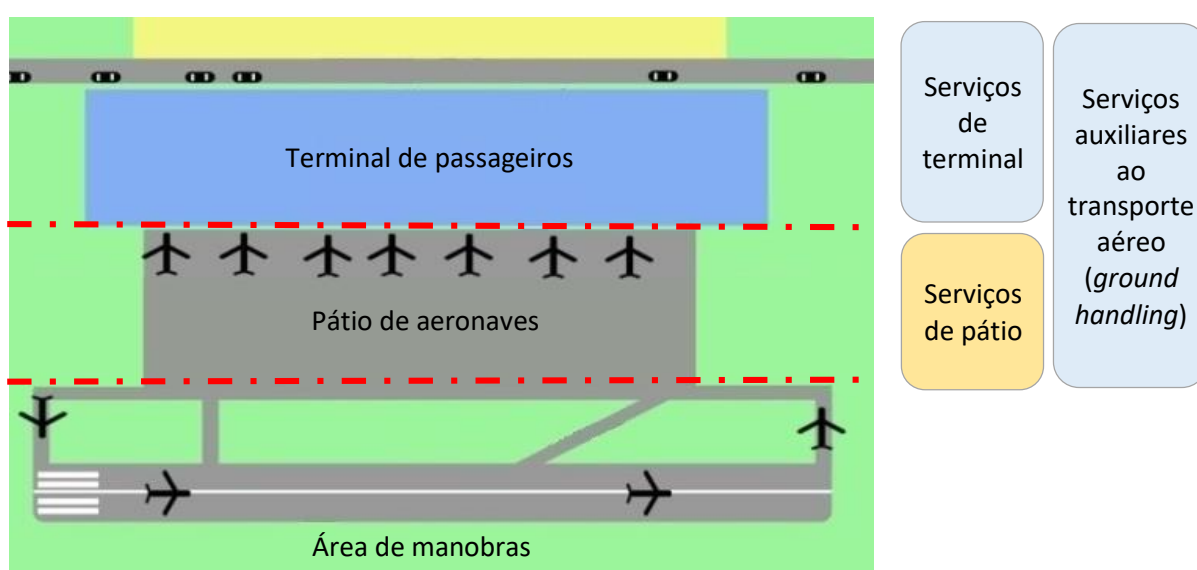 Terminal de passageiros
Pátio de aeronaves
Área de manobras
Serviços
de
terminal
Serviços
de pátio
Serviços
auxiliares
ao
transporte
aéreo
(ground
handling)